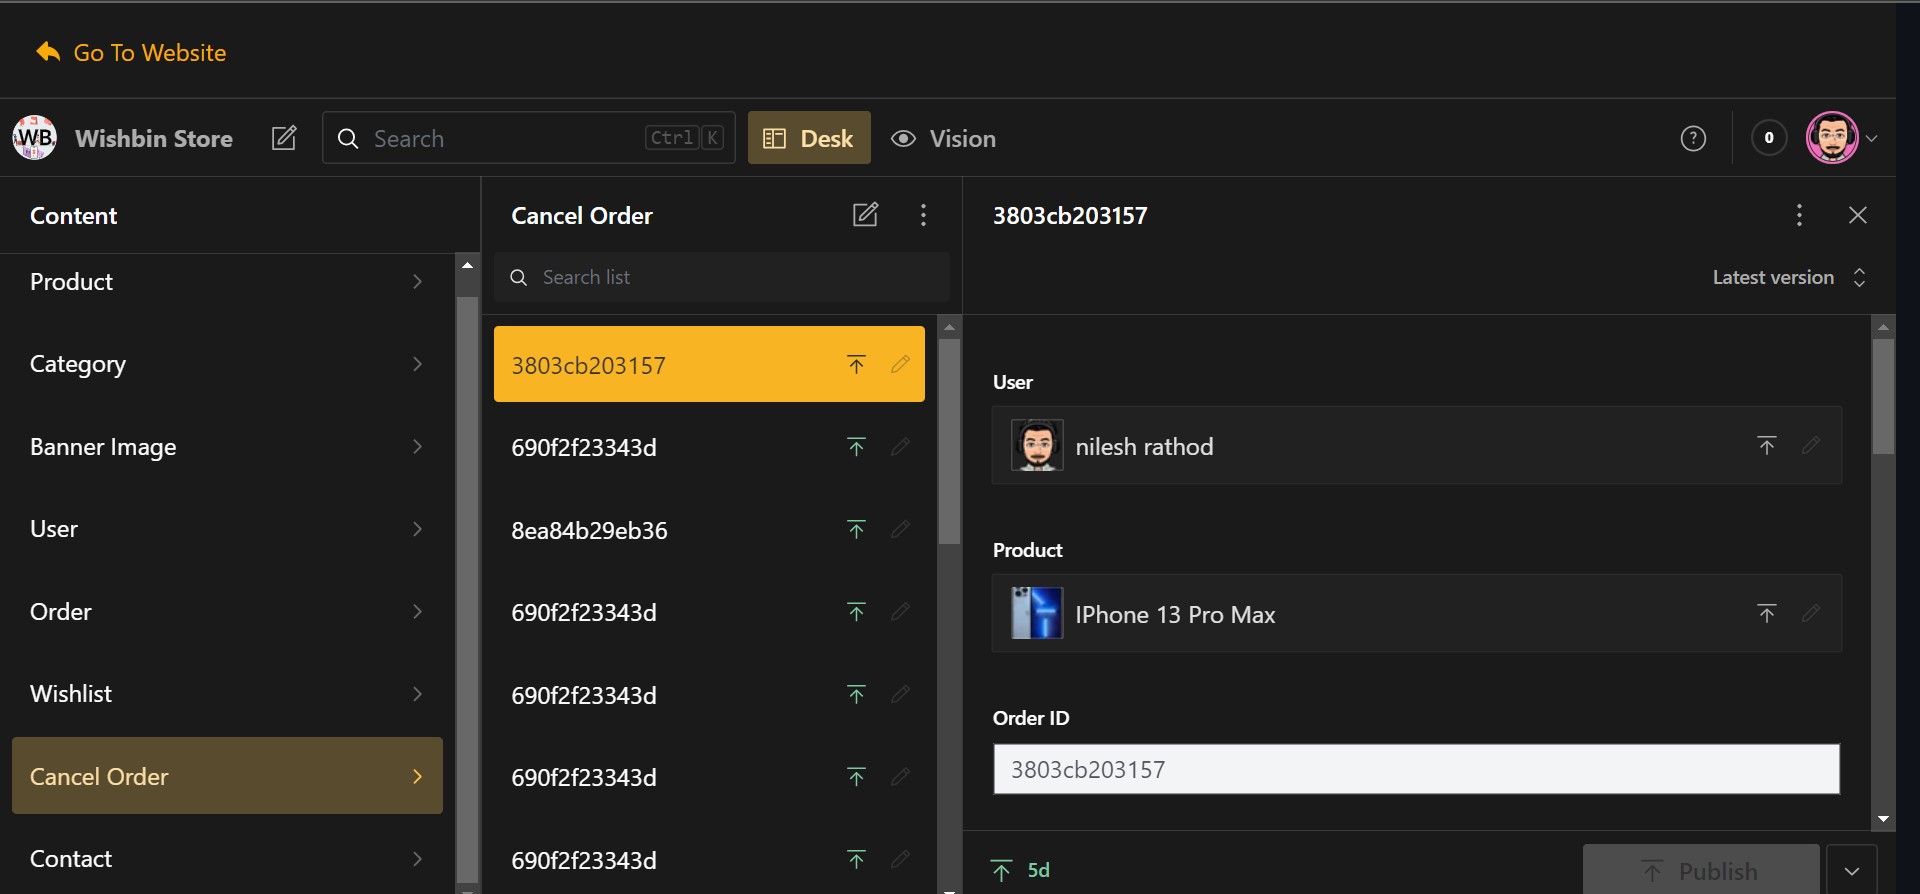 Go To Website
WB Wishbin Store
Search Ctrl K
Desk
Vision
? 0
Content
Product
Category
Banner Image
User
Order
Wishlist
Cancel Order
Contact
Cancel Order
Search list
3803cb203157
690f2f23343d
8ea84b29eb36
690f2f23343d
690f2f23343d
690f2f23343d
690f2f23343d
3803cb203157
Latest version
User
nilesh rathod
Product
IPhone 13 Pro Max
Order ID
3803cb203157
5d
Publish